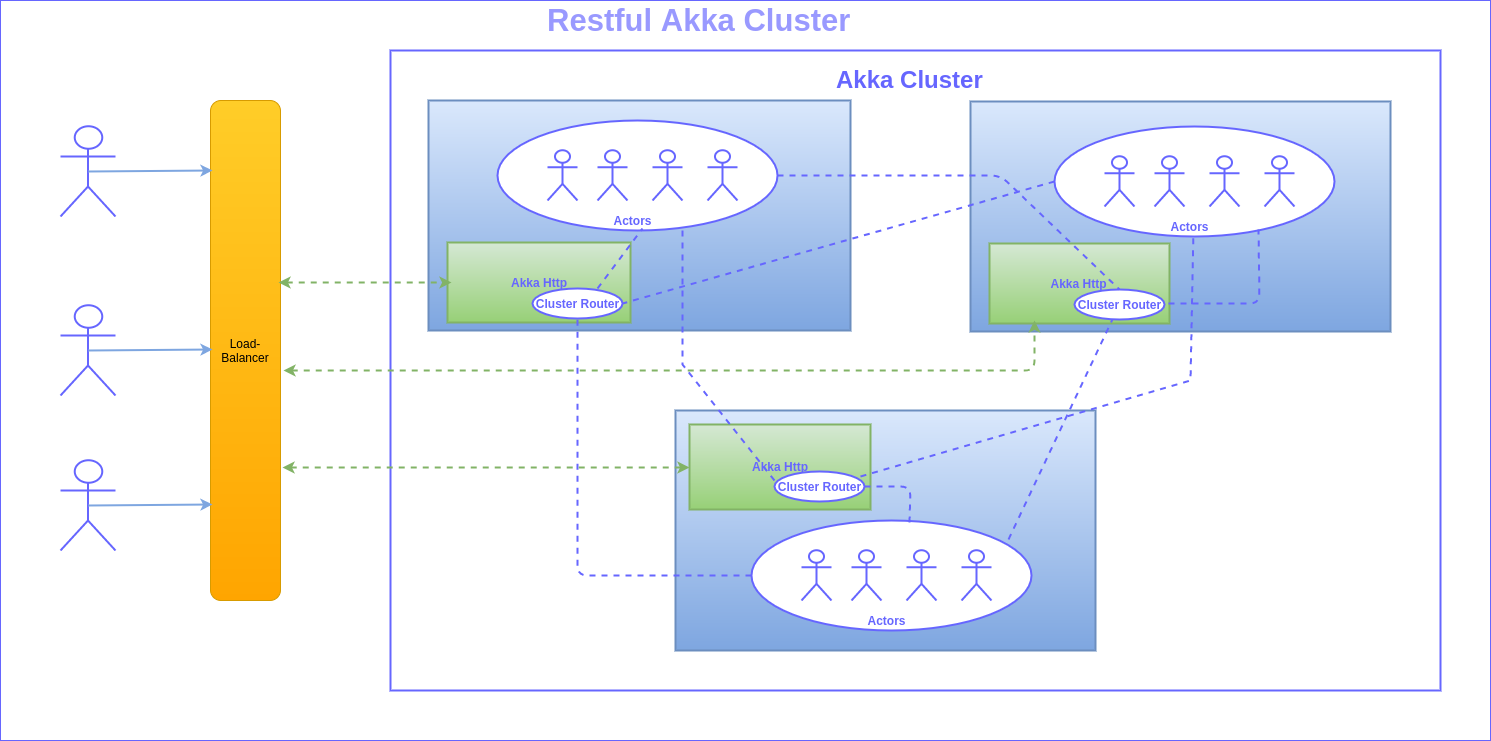 Restful Akka Cluster
Akka Cluster
Actors
Actors
Akka Http
Cluster Router
Akka Http
Cluster Router
Load-
Balancer
Akka Http
Cluster Router
Actors